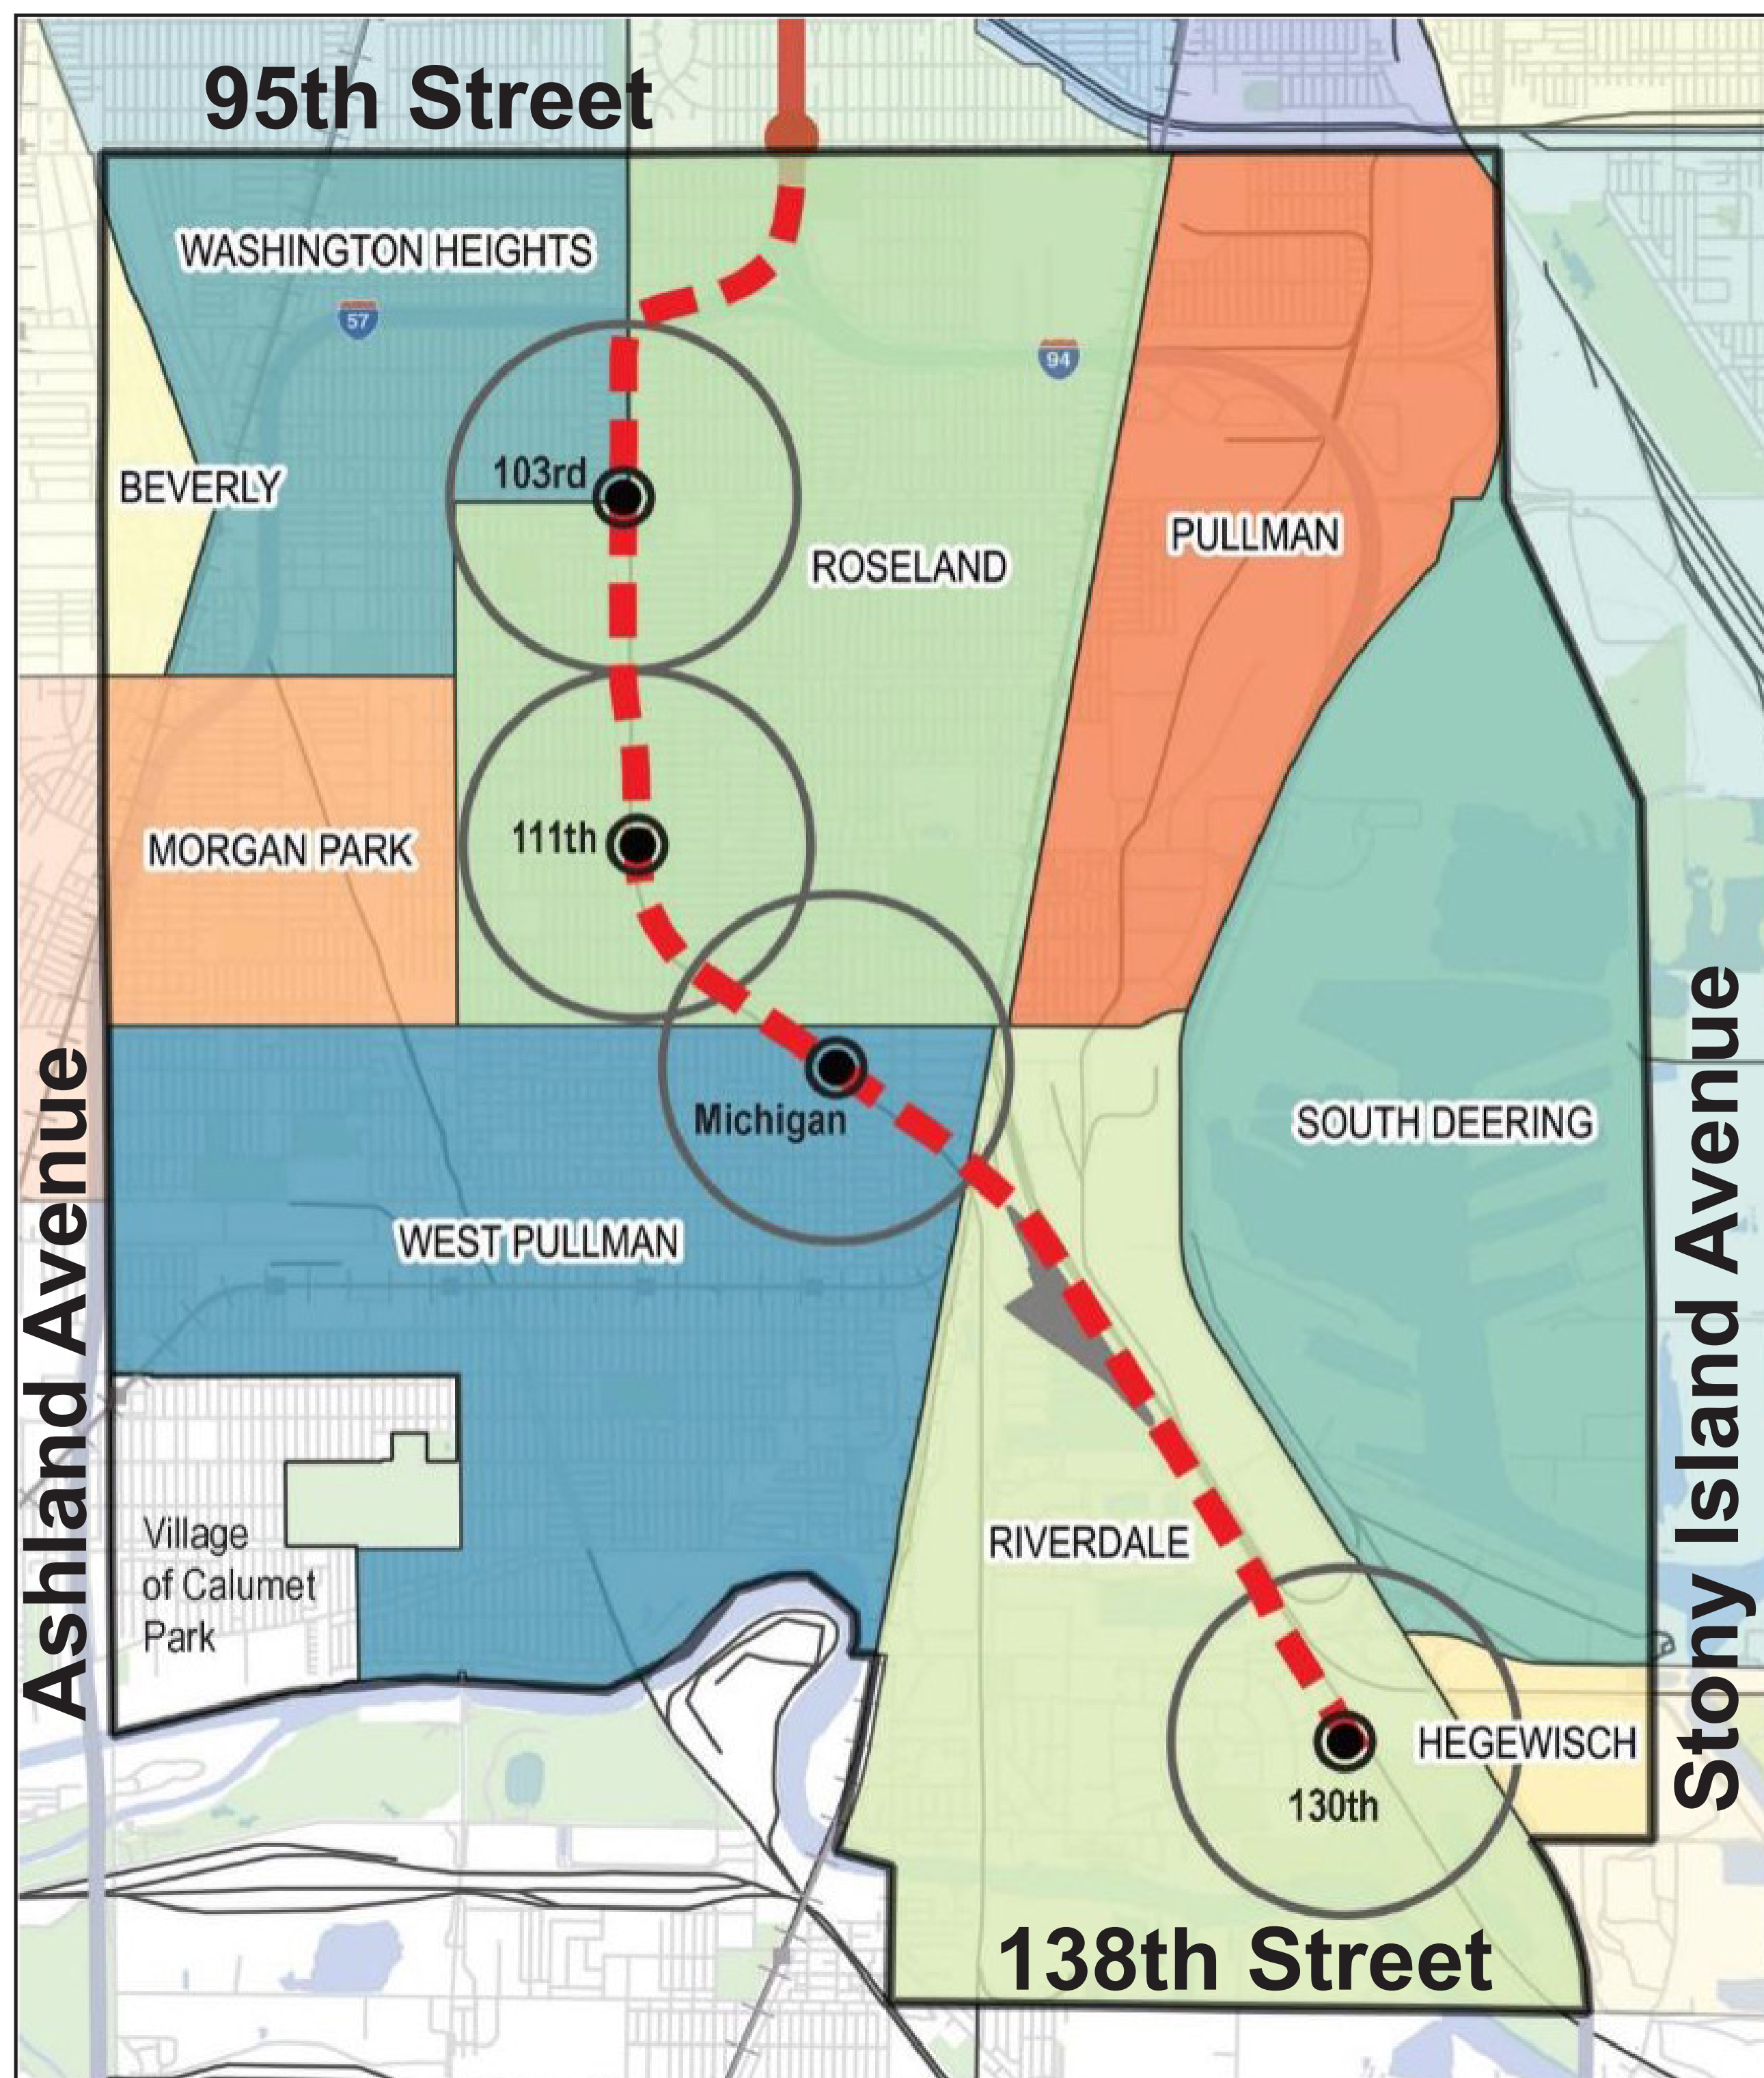 95th Street
WASHINGTON HEIGHTS
57
94
BEVERLY
103rd
PULLMAN
ROSELAND
111th
MORGAN PARK
Michigan
SOUTH DEERING
WEST PULLMAN
Ashland Avenue
Stony Island Avenue
Village
of Calumet
Park
RIVERDALE
HEGEWISCH
130th
138th Street